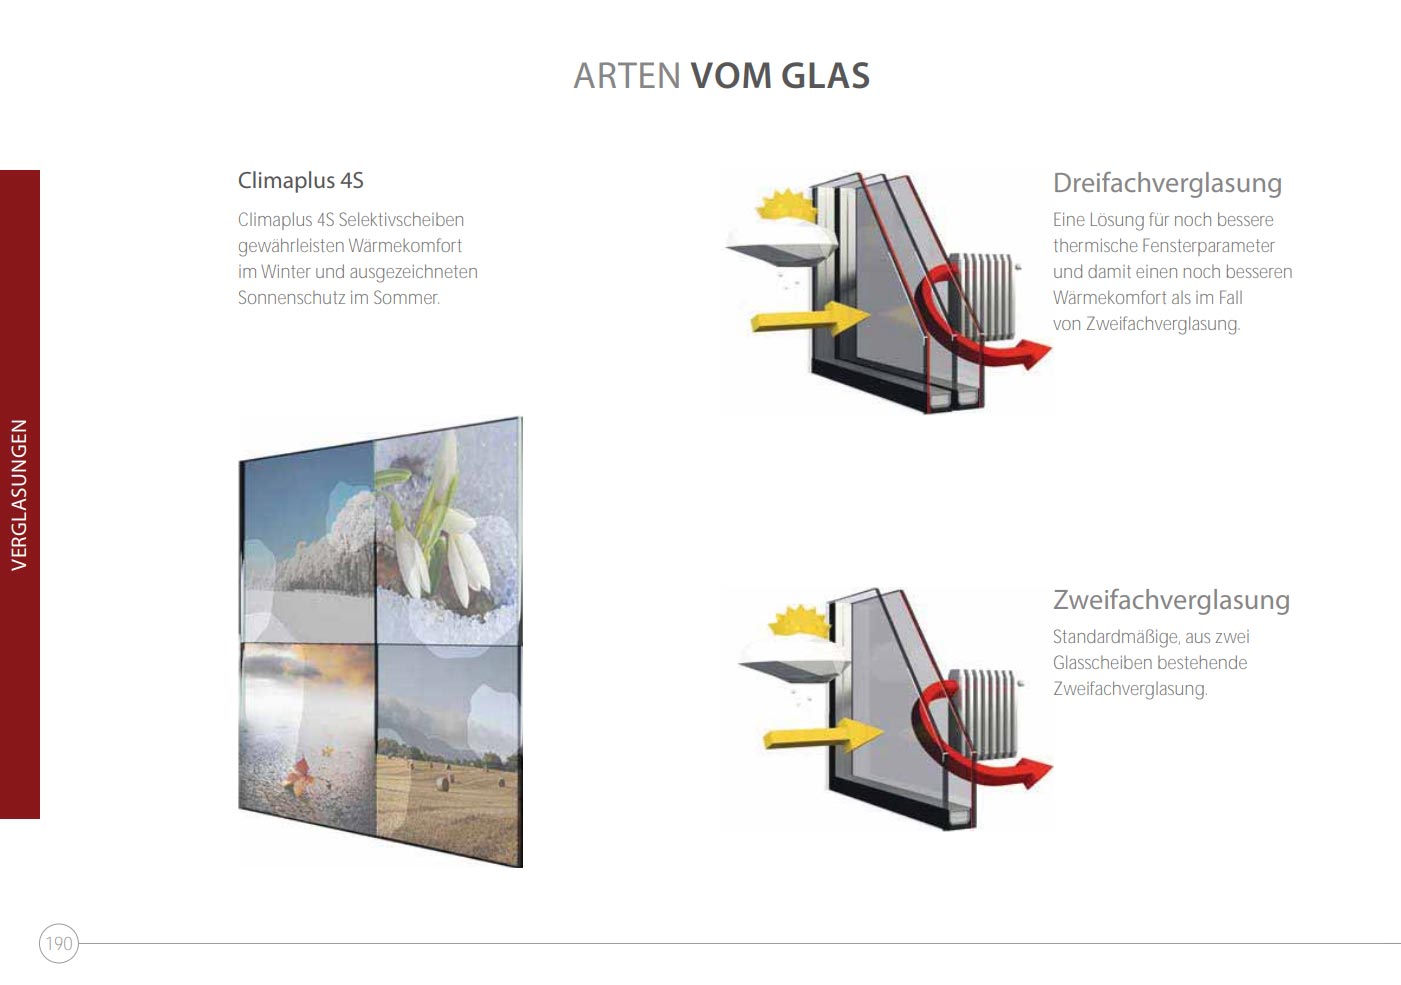 ARTEN VOM GLAS
Climaplus 4S
Climaplus 4S Selektivscheiben
gewährleisten Wärmekomfort
im Winter und ausgezeichneten
Sonnenschutz im Sommer.
Dreifachverglasung
Eine Lösung für noch bessere
thermische Fensterparameter
und damit einen noch besseren
Wärmekomfort als im Fall
von Zweifachverglasung.
Zweifachverglasung
Standardmäßige, aus zwei
Glasscheiben bestehende
Zweifachverglasung.
VERGLASUNGEN
190